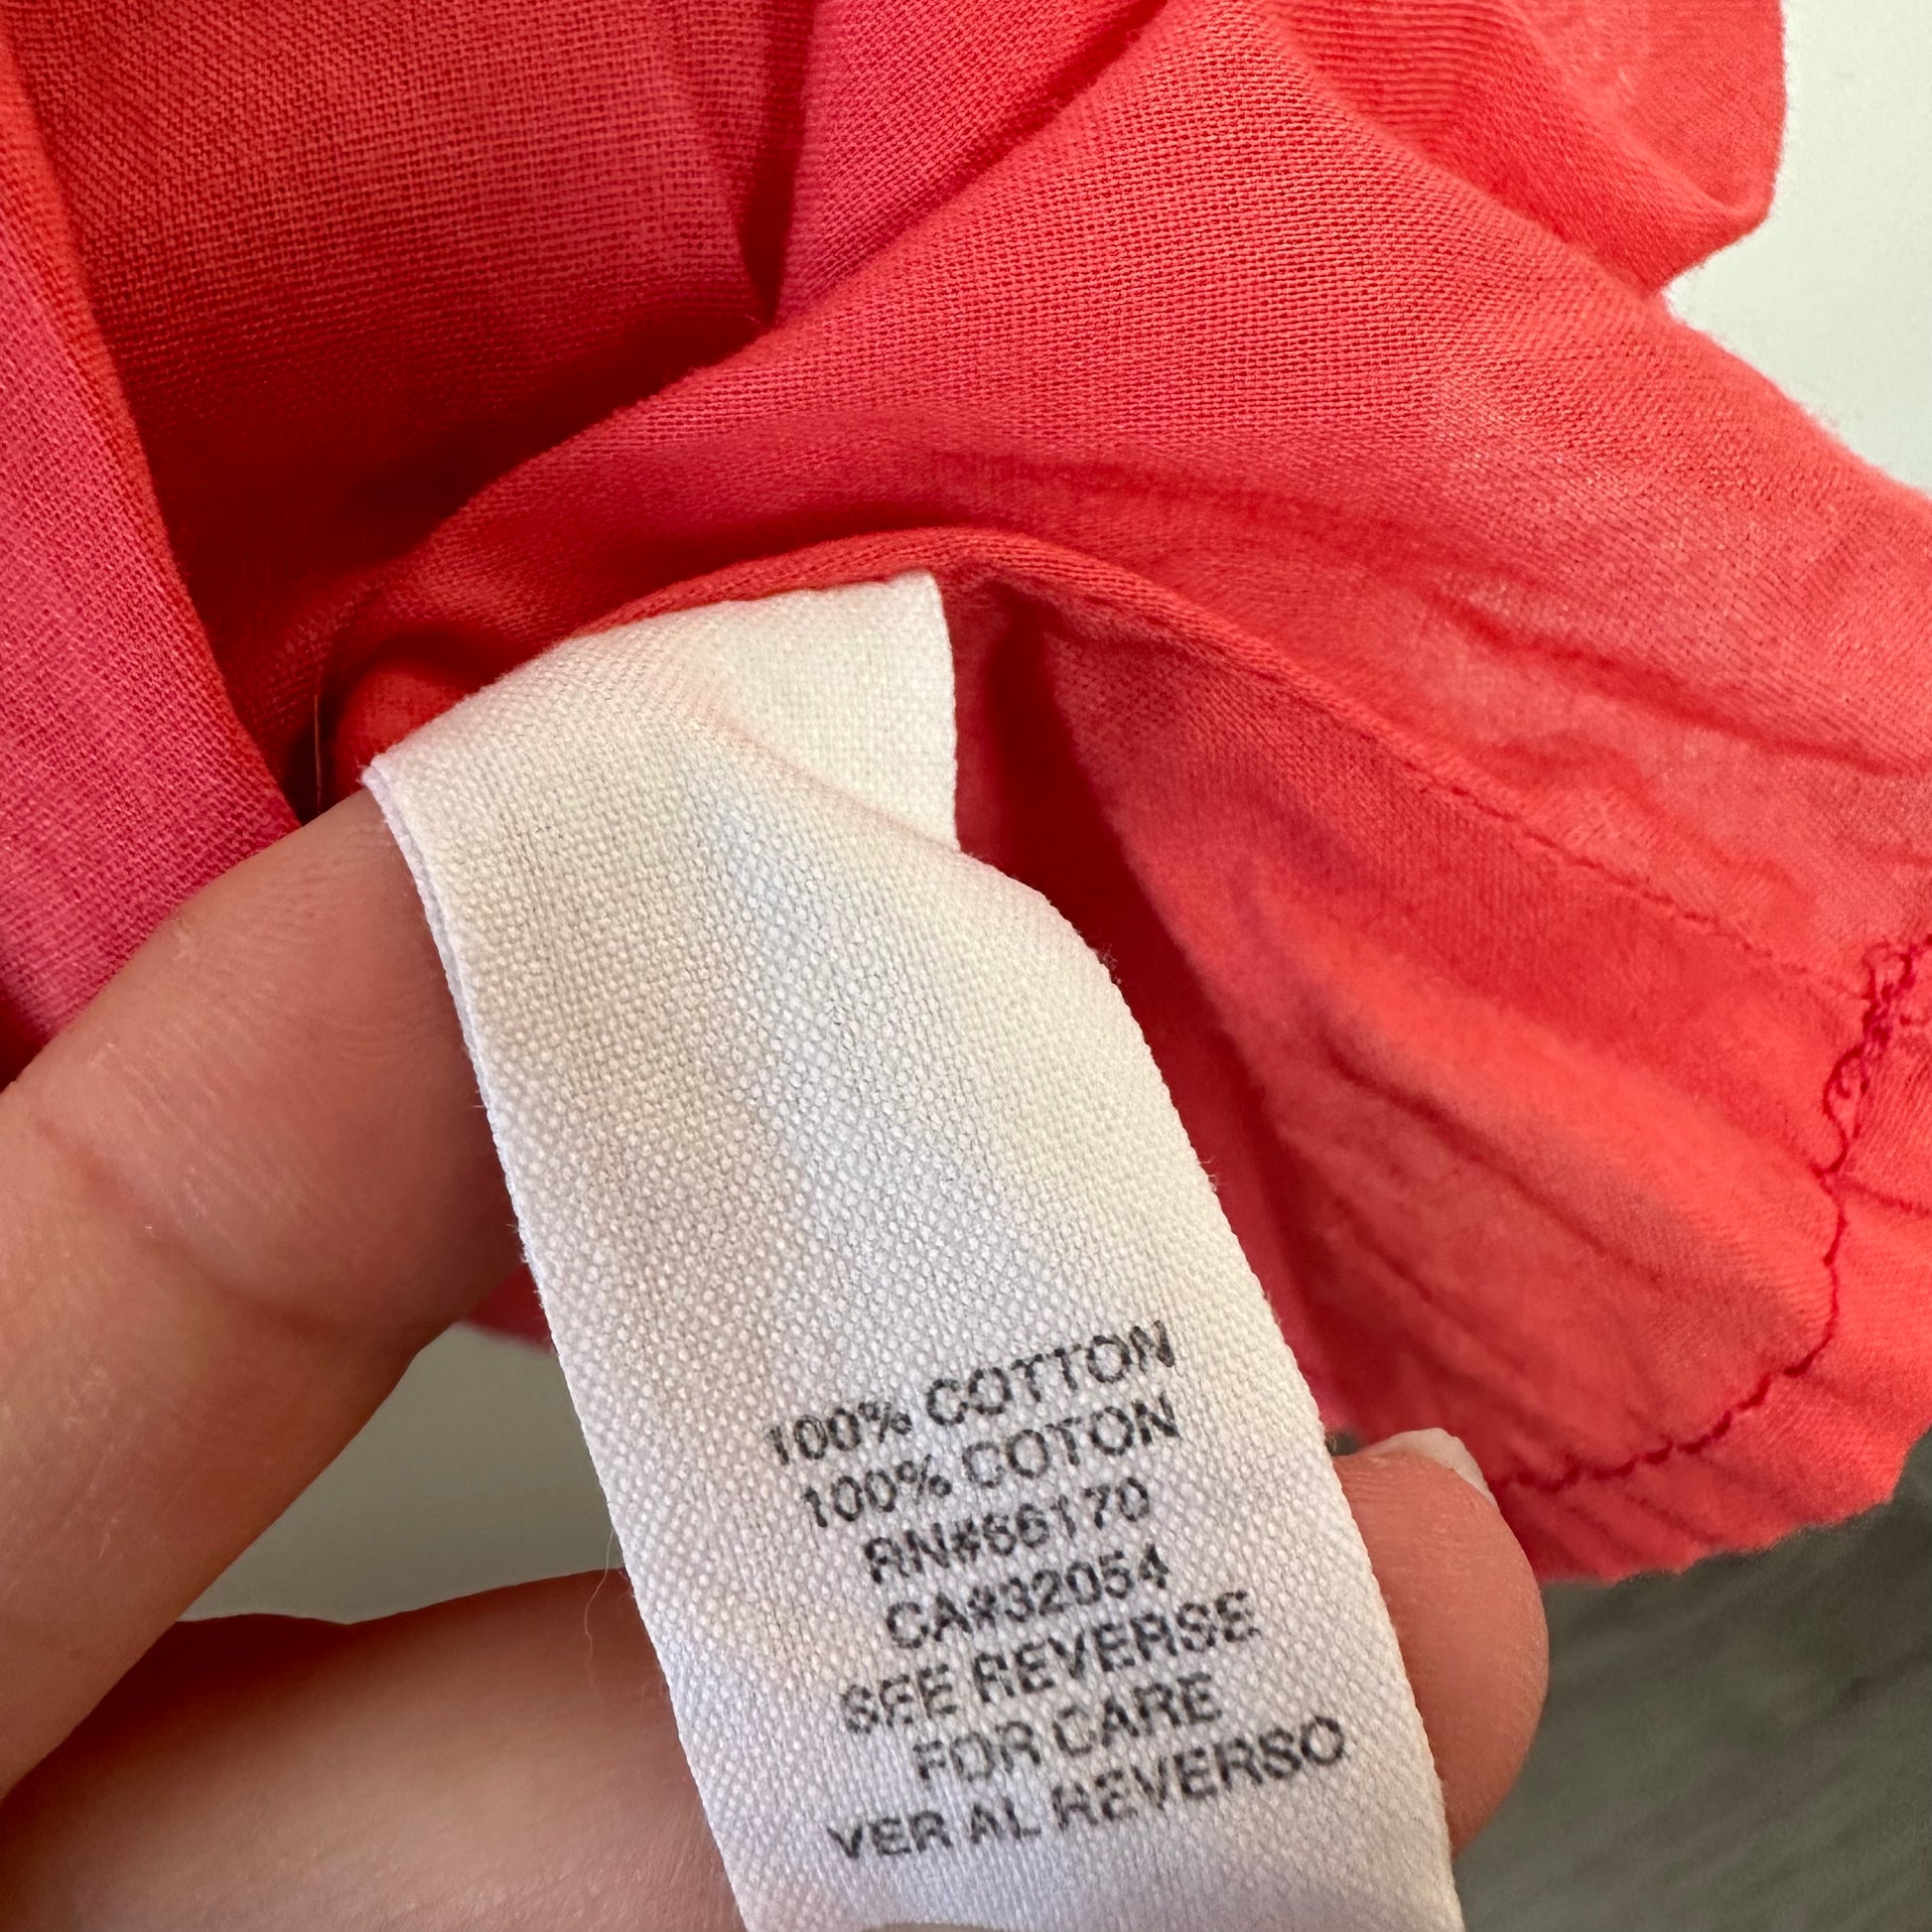 100% COTTON
100% COTON
RN#66170
CA#32054
SEE REVERSE
FOR CARE
VER AL REVERSO